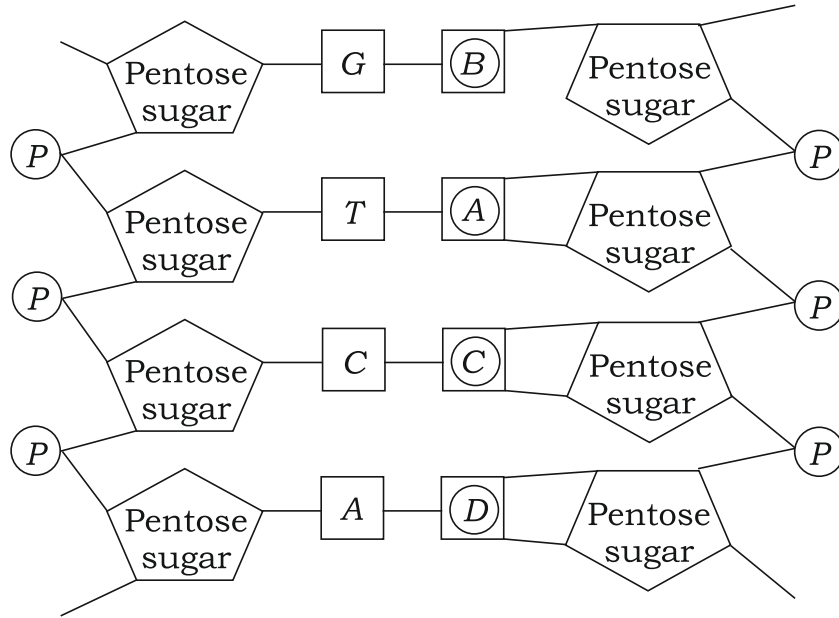 Pentose
sugar
G
B
Pentose
sugar
P
P
Pentose
sugar
T
A
Pentose
sugar
P
P
Pentose
sugar
C
C
Pentose
sugar
P
P
Pentose
sugar
A
D
Pentose
sugar